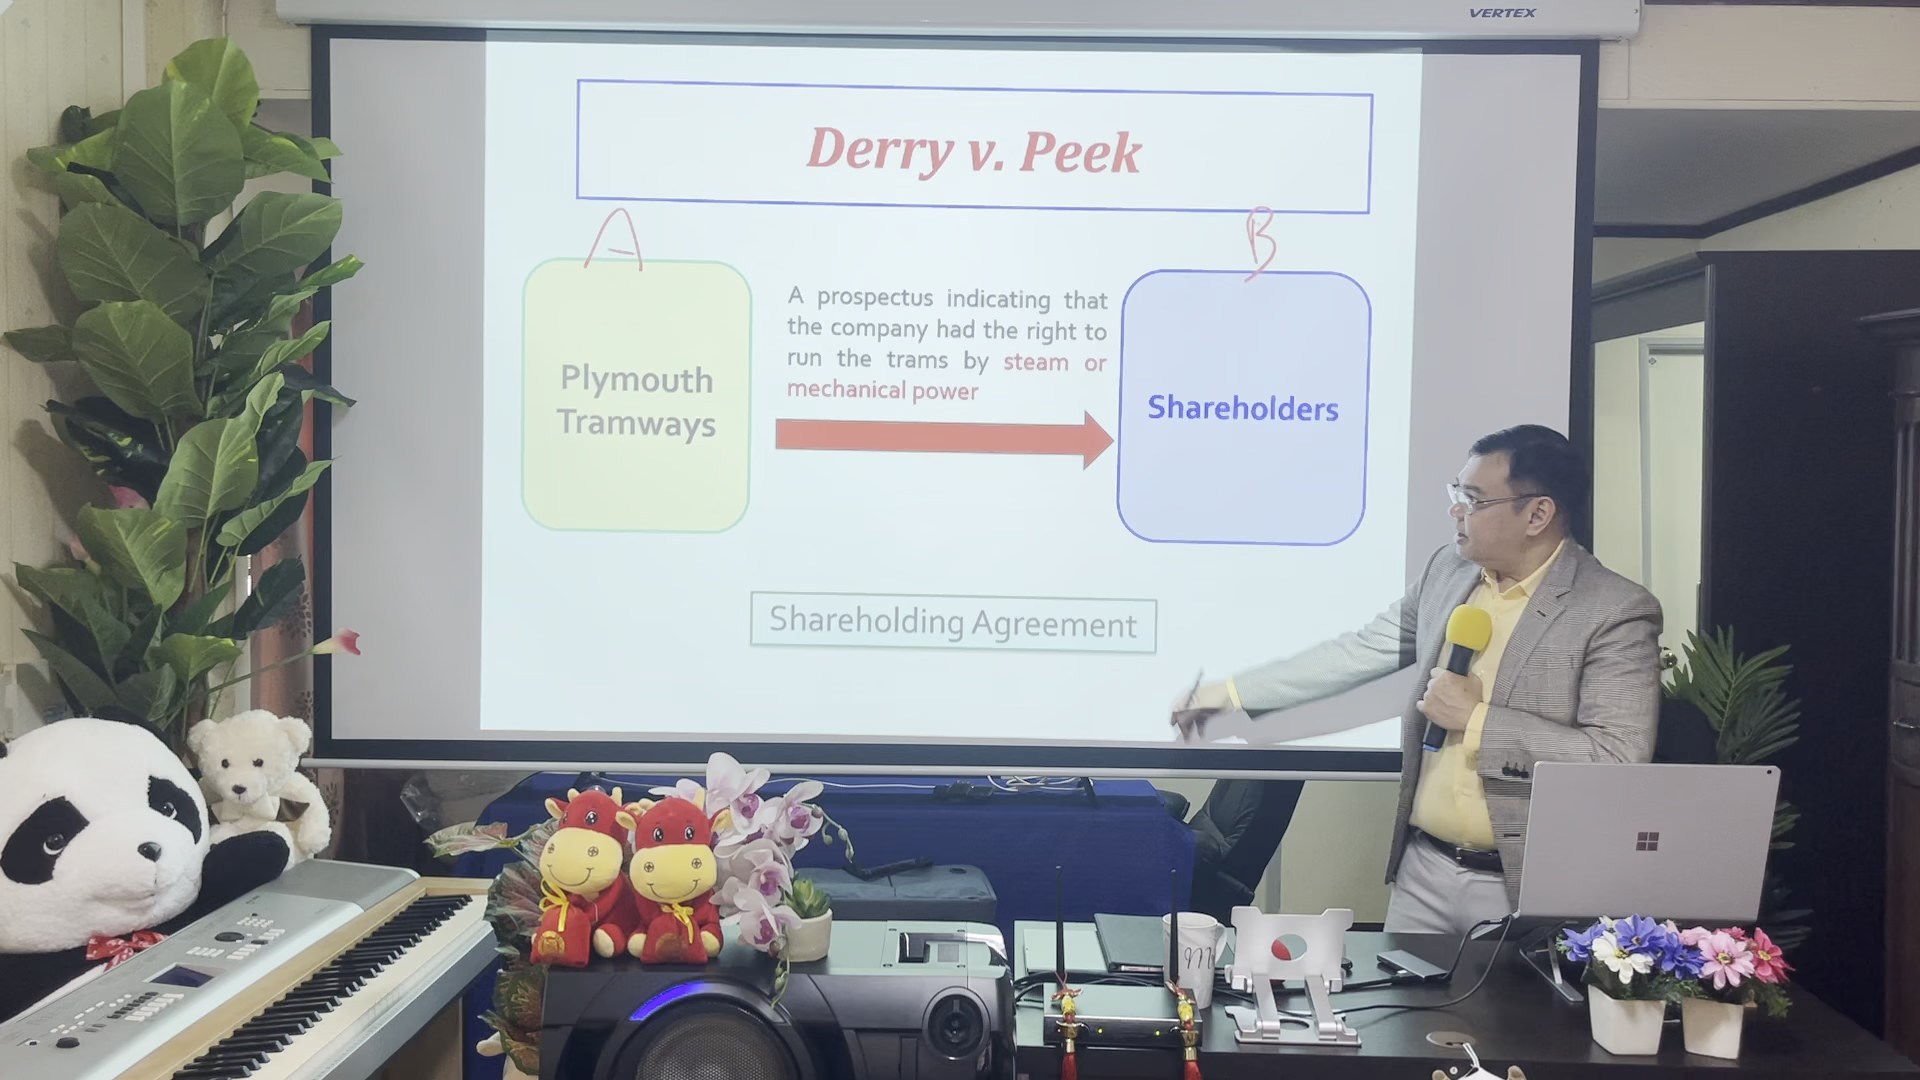 VERTEX
Derry v. Peek
A
B
A prospectus indicating that
the company had the right to
run the trams by steam or
mechanical power
Plymouth
Tramways
Shareholders
Shareholding Agreement
m